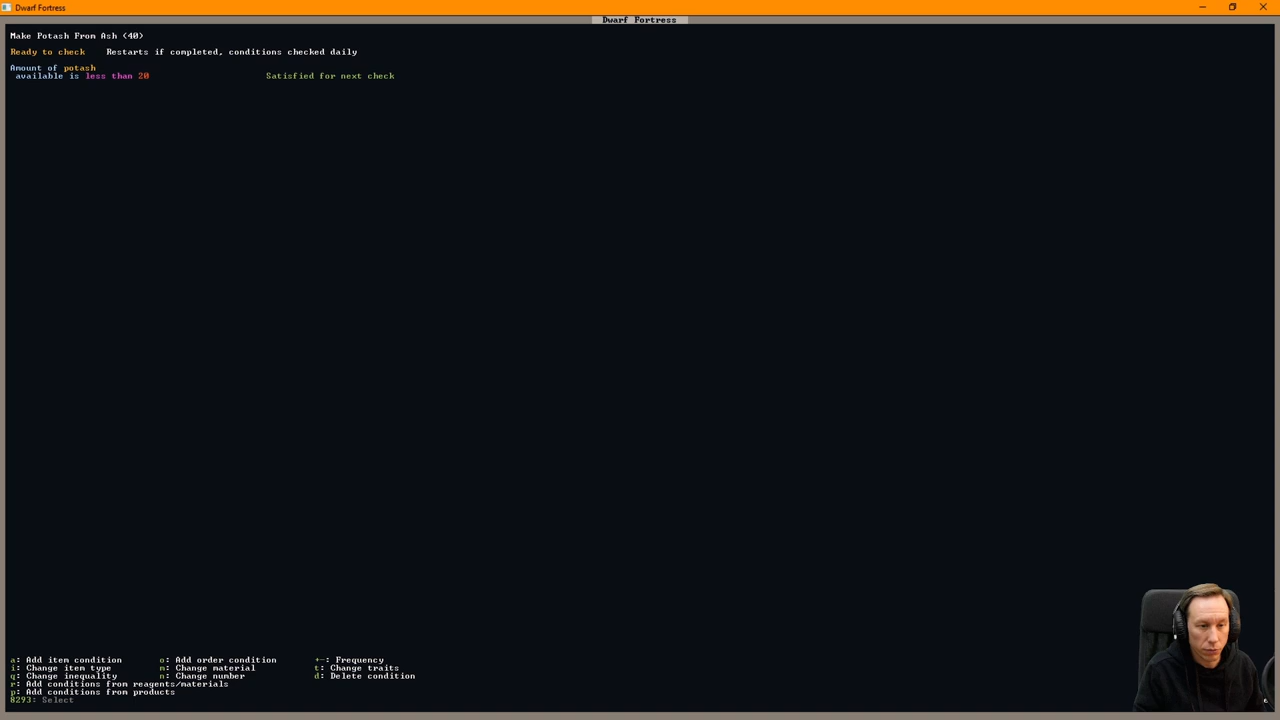 Dwarf Fortress
Dwarf Fortress
Make Potash From Ash (40)
Ready to check Restarts if completed, conditions checked daily
Amount of potash
available is less than 20 Satisfied for next check
a: Add item condition o: Add order condition +-: Frequency
i: Change item type m: Change material t: Change traits
q: Change inequality n: Change number d: Delete condition
r: Add conditions from reagents/materials
p: Add conditions from products
8293: Select